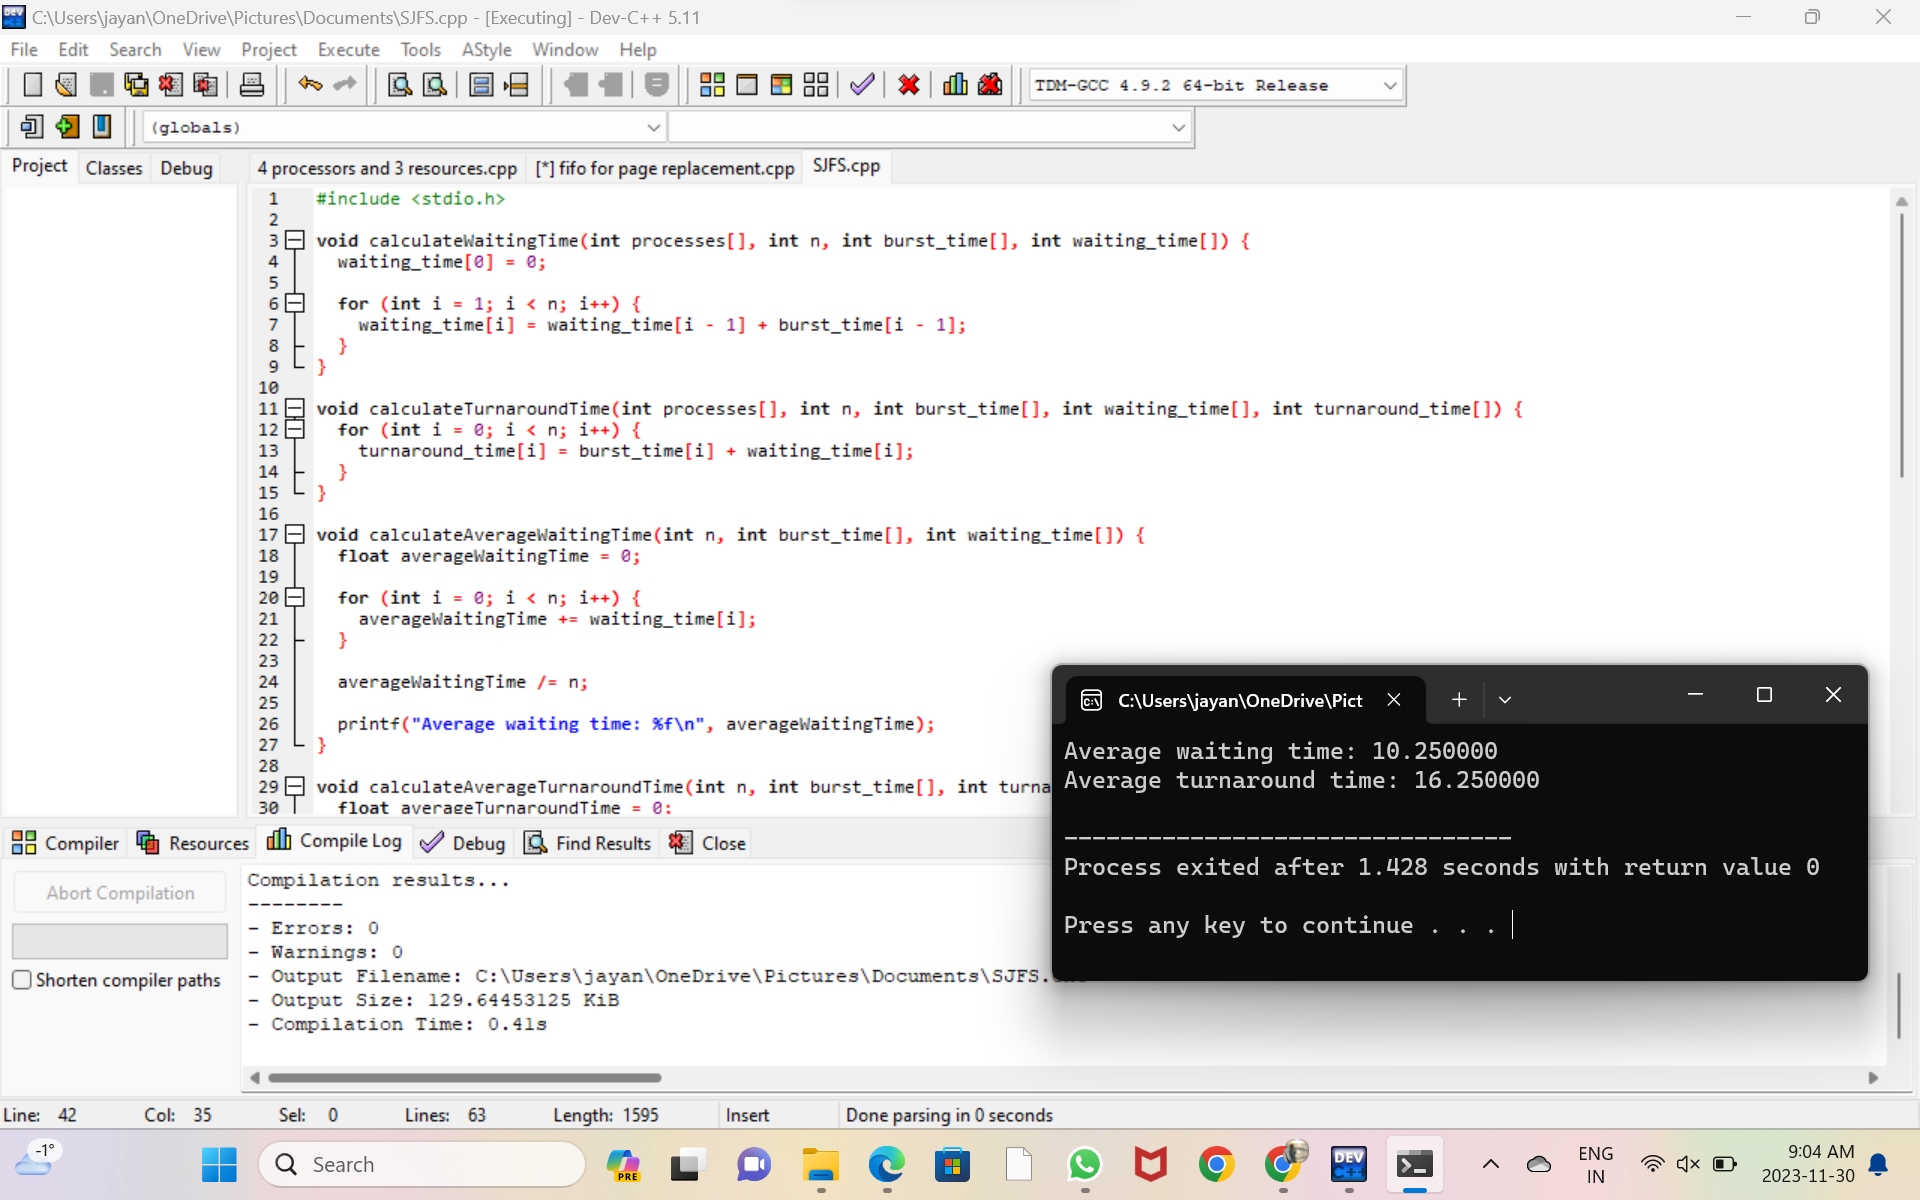 C:\Users\jayan\OneDrive\Pictures\Documents\SJFS.cpp - [Executing] - Dev-C++ 5.11
File Edit Search View Project Execute Tools AStyle Window Help
TDM-GCC 4.9.2 64-bit Release
(globals)
Project Classes Debug
4 processors and 3 resources.cpp [*] fifo for page replacement.cpp SJFS.cpp
1 #include <stdio.h>
2
3 void calculateWaitingTime(int processes[], int n, int burst_time[], int waiting_time[]) {
4 waiting_time[0] = 0;
5
6 for (int i = 1; i < n; i++) {
7 waiting_time[i] = waiting_time[i - 1] + burst_time[i - 1];
8 }
9 }
10
11 void calculateTurnaroundTime(int processes[], int n, int burst_time[], int waiting_time[], int turnaround_time[]) {
12 for (int i = 0; i < n; i++) {
13 turnaround_time[i] = burst_time[i] + waiting_time[i];
14 }
15 }
16
17 void calculateAverageWaitingTime(int n, int burst_time[], int waiting_time[]) {
18 float averageWaitingTime = 0;
19
20 for (int i = 0; i < n; i++) {
21 averageWaitingTime += waiting_time[i];
22 }
23
24 averageWaitingTime /= n;
25
26 printf("Average waiting time: %f\n", averageWaitingTime);
27 }
28
29 void calculateAverageTurnaroundTime(int n, int burst_time[], int turna
30 float averageTurnaroundTime = 0;
C:\Users\jayan\OneDrive\Pict
Average waiting time: 10.250000
Average turnaround time: 16.250000
--------------------------------
Process exited after 1.428 seconds with return value 0
Press any key to continue . . .
Compiler Resources Compile Log Debug Find Results Close
Abort Compilation
Shorten compiler paths
Compilation results...
--------
- Errors: 0
- Warnings: 0
- Output Filename: C:\Users\jayan\OneDrive\Pictures\Documents\SJFS.
- Output Size: 129.64453125 KiB
- Compilation Time: 0.41s
Line: 42 Col: 35 Sel: 0 Lines: 63 Length: 1595 Insert Done parsing in 0 seconds
-1°
Search
PRE
DEV C++
ENG
IN
9:04 AM
2023-11-30